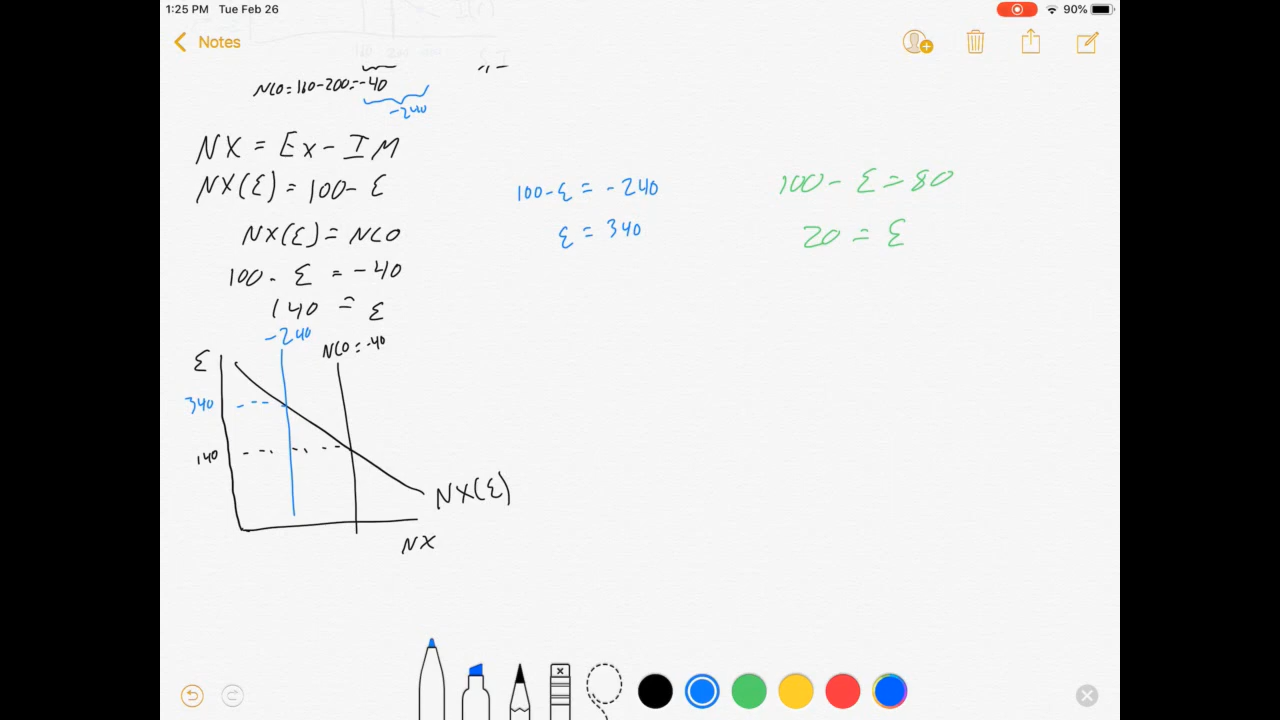 1:25 PM Tue Feb 26
90%
Notes
NCO = 160-200 = -40
-240
NX = EX - IM
NX(ε) = 100 - ε
NX(ε) = NCO
100 - ε = -40
140 = ε
100 - ε = -240
ε = 340
100 - ε = 80
20 = ε
-240
NCO = -40
ε
340
140
NX(ε)
NX